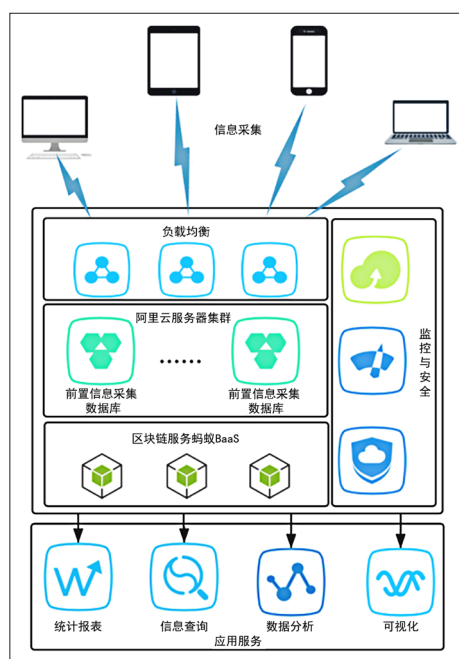 信息采集
负载均衡
阿里云服务器集群
······
前置信息采集
数据库
前置信息采集
数据库
区块链服务蚂蚁BaaS
监控与安全
统计报表
信息查询
数据分析
可视化
应用服务